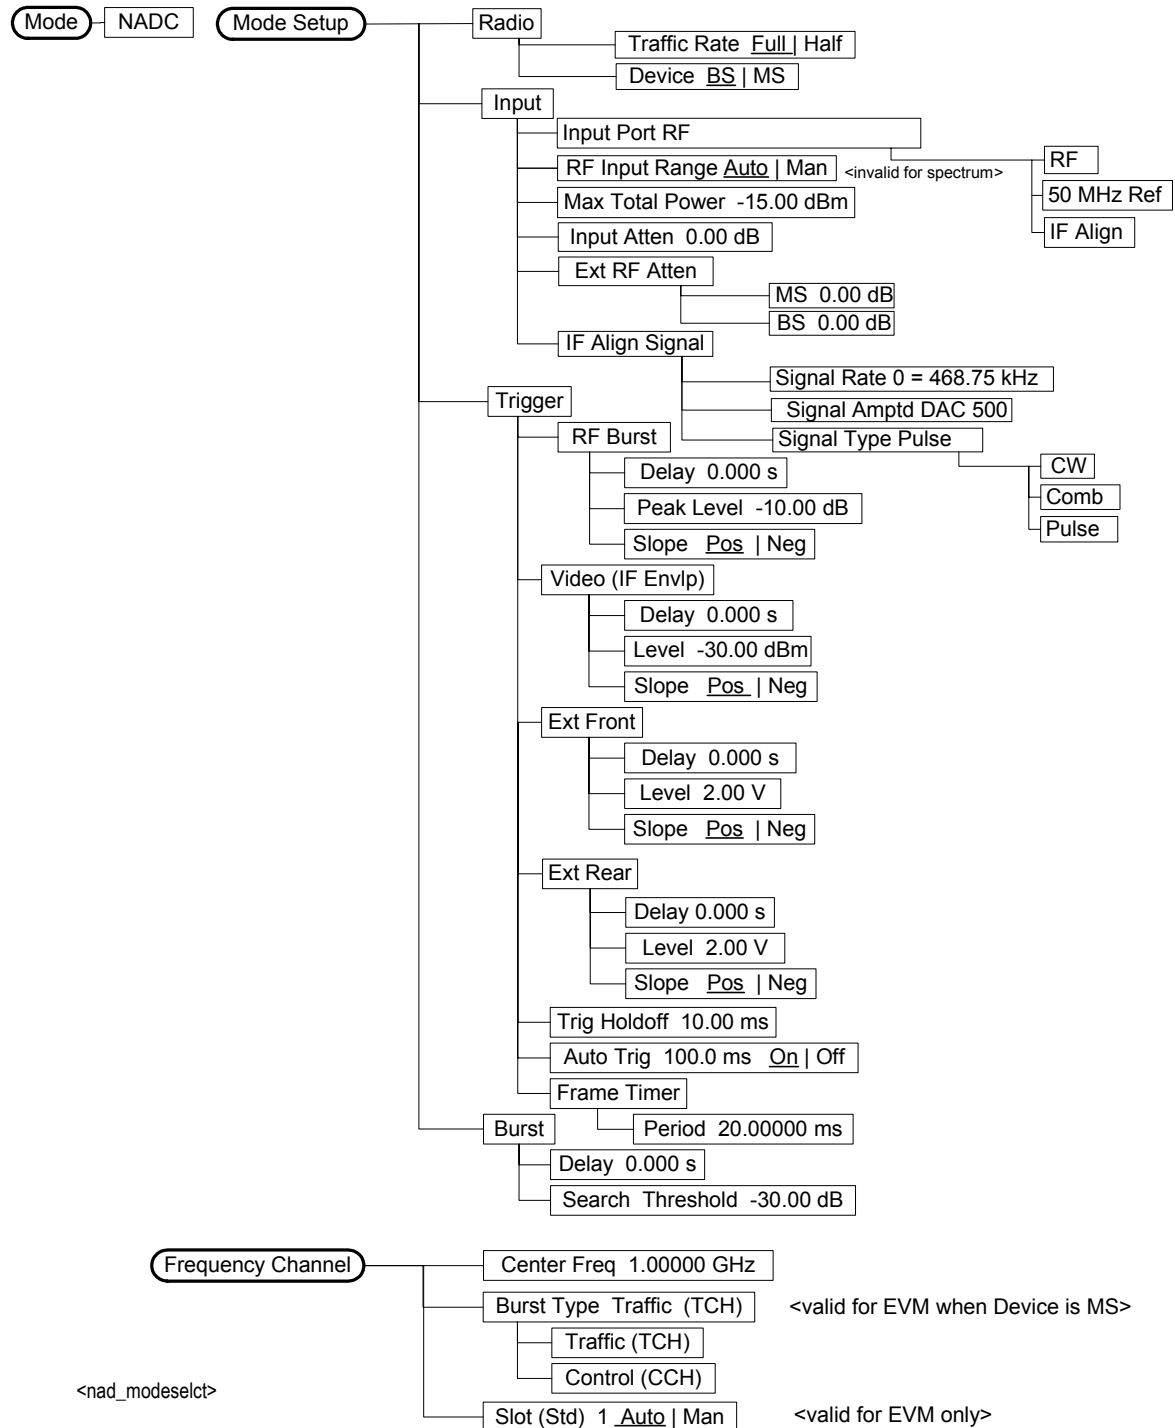 Mode
NADC
Mode Setup
Radio
Traffic Rate Full | Half
Device BS | MS
Input
Input Port RF
RF
50 MHz Ref
IF Align
RF Input Range Auto | Man
<invalid for spectrum>
Max Total Power -15.00 dBm
Input Atten 0.00 dB
Ext RF Atten
MS 0.00 dB
BS 0.00 dB
IF Align Signal
Signal Rate 0 = 468.75 kHz
Signal Amptd DAC 500
Signal Type Pulse
CW
Comb
Pulse
Trigger
RF Burst
Delay 0.000 s
Peak Level -10.00 dB
Slope Pos | Neg
Video (IF Envlp)
Delay 0.000 s
Level -30.00 dBm
Slope Pos | Neg
Ext Front
Delay 0.000 s
Level 2.00 V
Slope Pos | Neg
Ext Rear
Delay 0.000 s
Level 2.00 V
Slope Pos | Neg
Trig Holdoff 10.00 ms
Auto Trig 100.0 ms On | Off
Frame Timer
Period 20.00000 ms
Burst
Delay 0.000 s
Search Threshold -30.00 dB
Frequency Channel
Center Freq 1.00000 GHz
Burst Type Traffic (TCH)
<valid for EVM when Device is MS>
Traffic (TCH)
Control (CCH)
<nad_modeselct>
Slot (Std) 1 Auto | Man
<valid for EVM only>